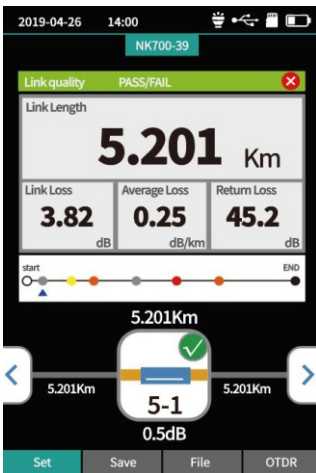 2019-04-26 14:00
NK700-39
Link quality PASS/FAIL
Link Length
5.201 Km
Link Loss Average Loss Return Loss
3.82 0.25 45.2
dB dB/km dB
start END
5.201Km
5.201Km 5.201Km
5-1
0.5dB
Set Save File OTDR